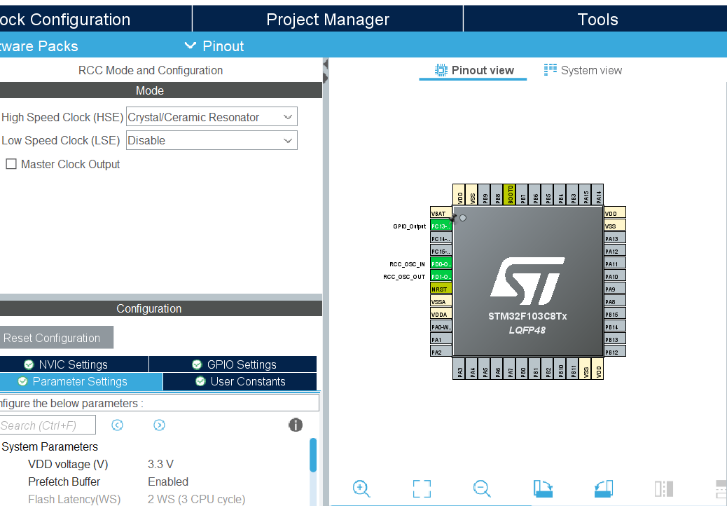 ock Configuration
Project Manager
Tools
tware Packs
Pinout
RCC Mode and Configuration
Mode
High Speed Clock (HSE) Crystal/Ceramic Resonator
Low Speed Clock (LSE) Disable
Master Clock Output
Configuration
Reset Configuration
NVIC Settings
GPIO Settings
Parameter Settings
User Constants
nfigure the below parameters :
Search (Ctrl+F)
System Parameters
VDD voltage (V) 3.3 V
Prefetch Buffer Enabled
Flash Latency(WS) 2 WS (3 CPU cycle)
Pinout view
System view
VDD
VSS
PB9
PB8
BOOT0
PB7
PB6
PB5
PB4
PB3
PA15
PA14
VBAT
GPIO_Output PC13-..
PC14-..
PC15-..
RCC_OSC_IN PD0-O..
RCC_OSC_OUT PD1-O..
NRST
VSSA
VDDA
PA0-W..
PA1
PA2
STM32F103C8Tx
LQFP48
VDD
VSS
PA13
PA12
PA11
PA10
PA9
PA8
PB15
PB14
PB13
PB12
PA3
PA4
PA5
PA6
PA7
PB0
PB1
PB2
PB10
PB11
VSS
VDD